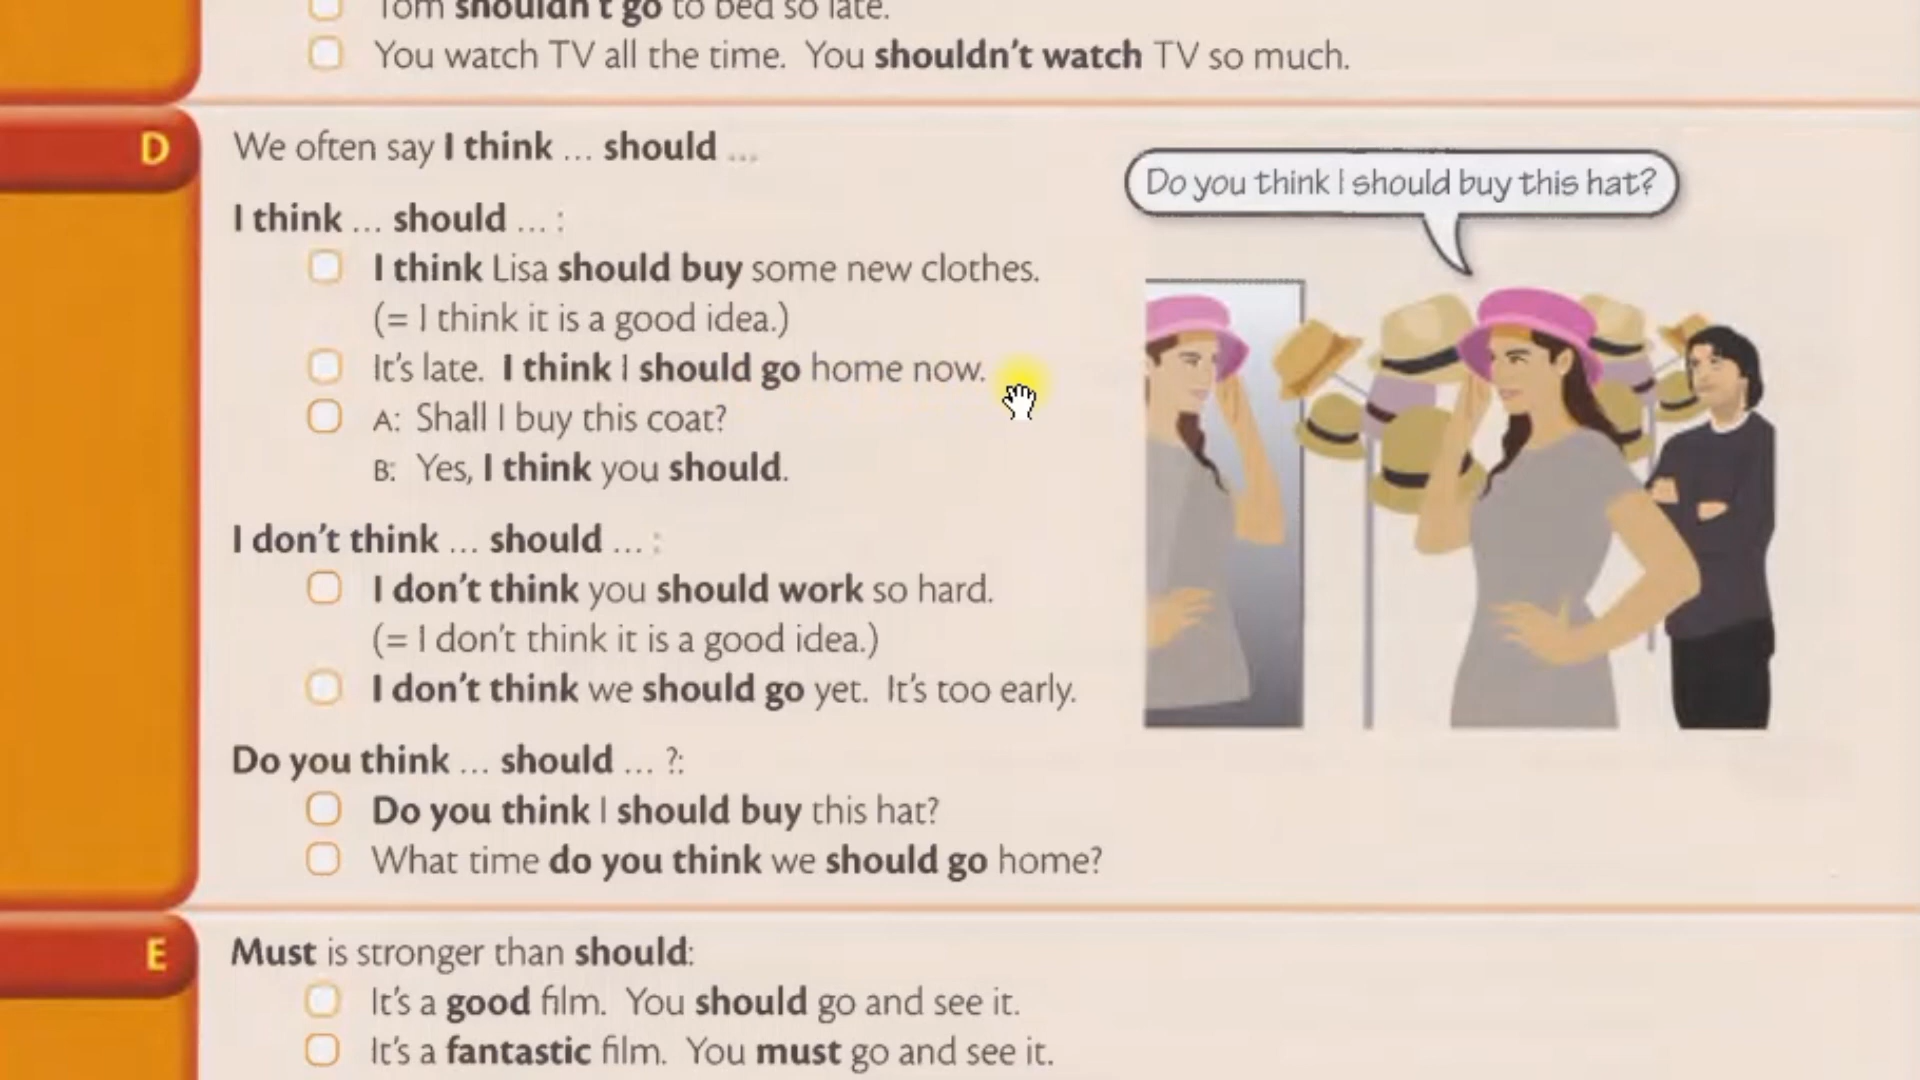 Tom shouldn't go to bed so late.
You watch TV all the time. You shouldn't watch TV so much.
D
We often say I think ... should ...
Do you think I should buy this hat?
I think ... should ... :
I think Lisa should buy some new clothes.
(= I think it is a good idea.)
It's late. I think I should go home now.
A: Shall I buy this coat?
B: Yes, I think you should.
I don't think ... should ... :
I don't think you should work so hard.
(= I don't think it is a good idea.)
I don't think we should go yet. It's too early.
Do you think ... should ... ?:
Do you think I should buy this hat?
What time do you think we should go home?
E
Must is stronger than should:
It's a good film. You should go and see it.
It's a fantastic film. You must go and see it.